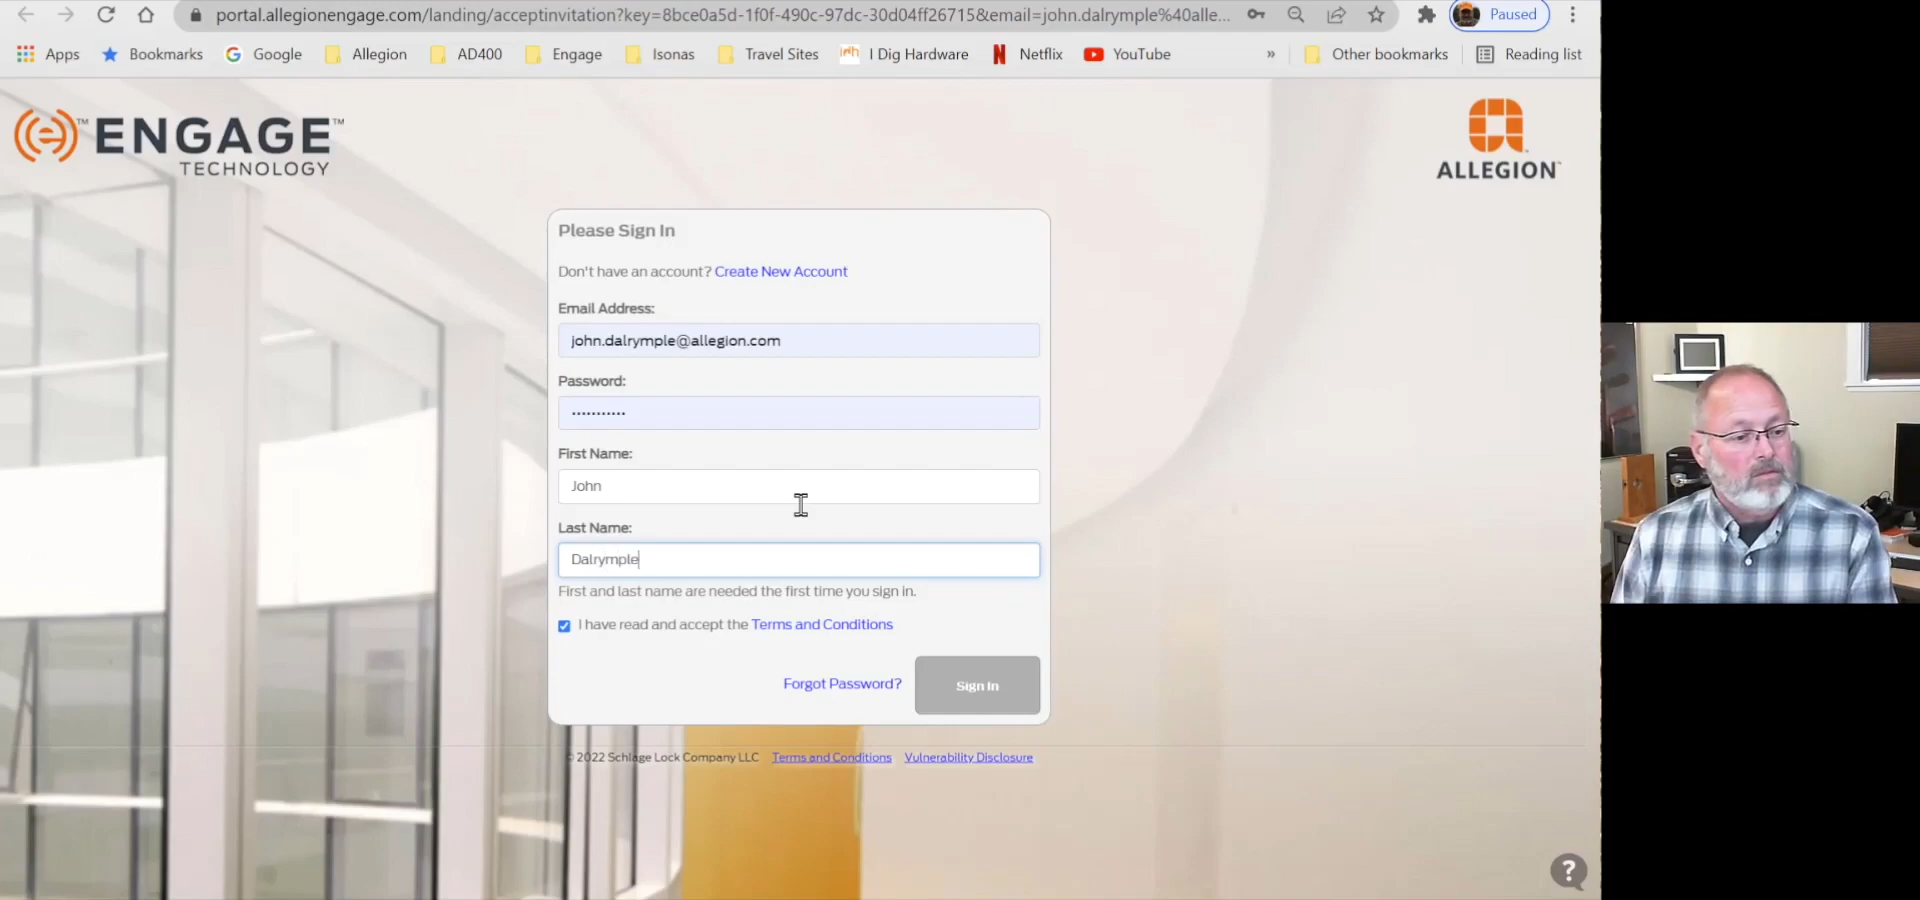 portal.allegionengage.com/landing/acceptinvitation?key=8bce0a5d-1f0f-490c-97dc-30d04ff26715&email=john.dalrymple%40alle...
Paused
Apps
Bookmarks
Google
Allegion
AD400
Engage
Isonas
Travel Sites
I Dig Hardware
Netflix
YouTube
»
Other bookmarks
Reading list
ENGAGE™
TECHNOLOGY
ALLEGION™
Please Sign In
Don't have an account? Create New Account
Email Address:
john.dalrymple@allegion.com
Password:
···········
First Name:
John
Last Name:
Dalrymple
First and last name are needed the first time you sign in.
I have read and accept the Terms and Conditions
Forgot Password?
Sign In
© 2022 Schlage Lock Company LLC Terms and Conditions Vulnerability Disclosure
?